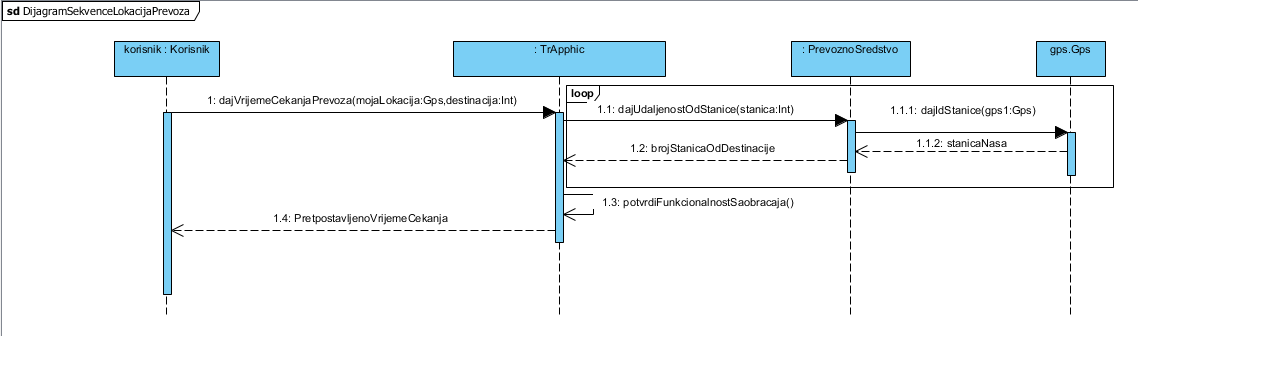 sd DijagramSekvenceLokacijaPrevoza
korisnik : Korisnik
: TrApphic
: PrevoznoSredstvo
gps.Gps
loop
1: dajVrijemeCekanjaPrevoza(mojaLokacija:Gps,destinacija:Int)
1.1: dajUdaljenostOdStanice(stanica:Int)
1.1.1: dajIdStanice(gps1:Gps)
1.1.2: stanicaNasa
1.2: brojStanicaOdDestinacije
1.3: potvrdiFunkcionalnostSaobracaja()
1.4: PretpostavljenoVrijemeCekanja